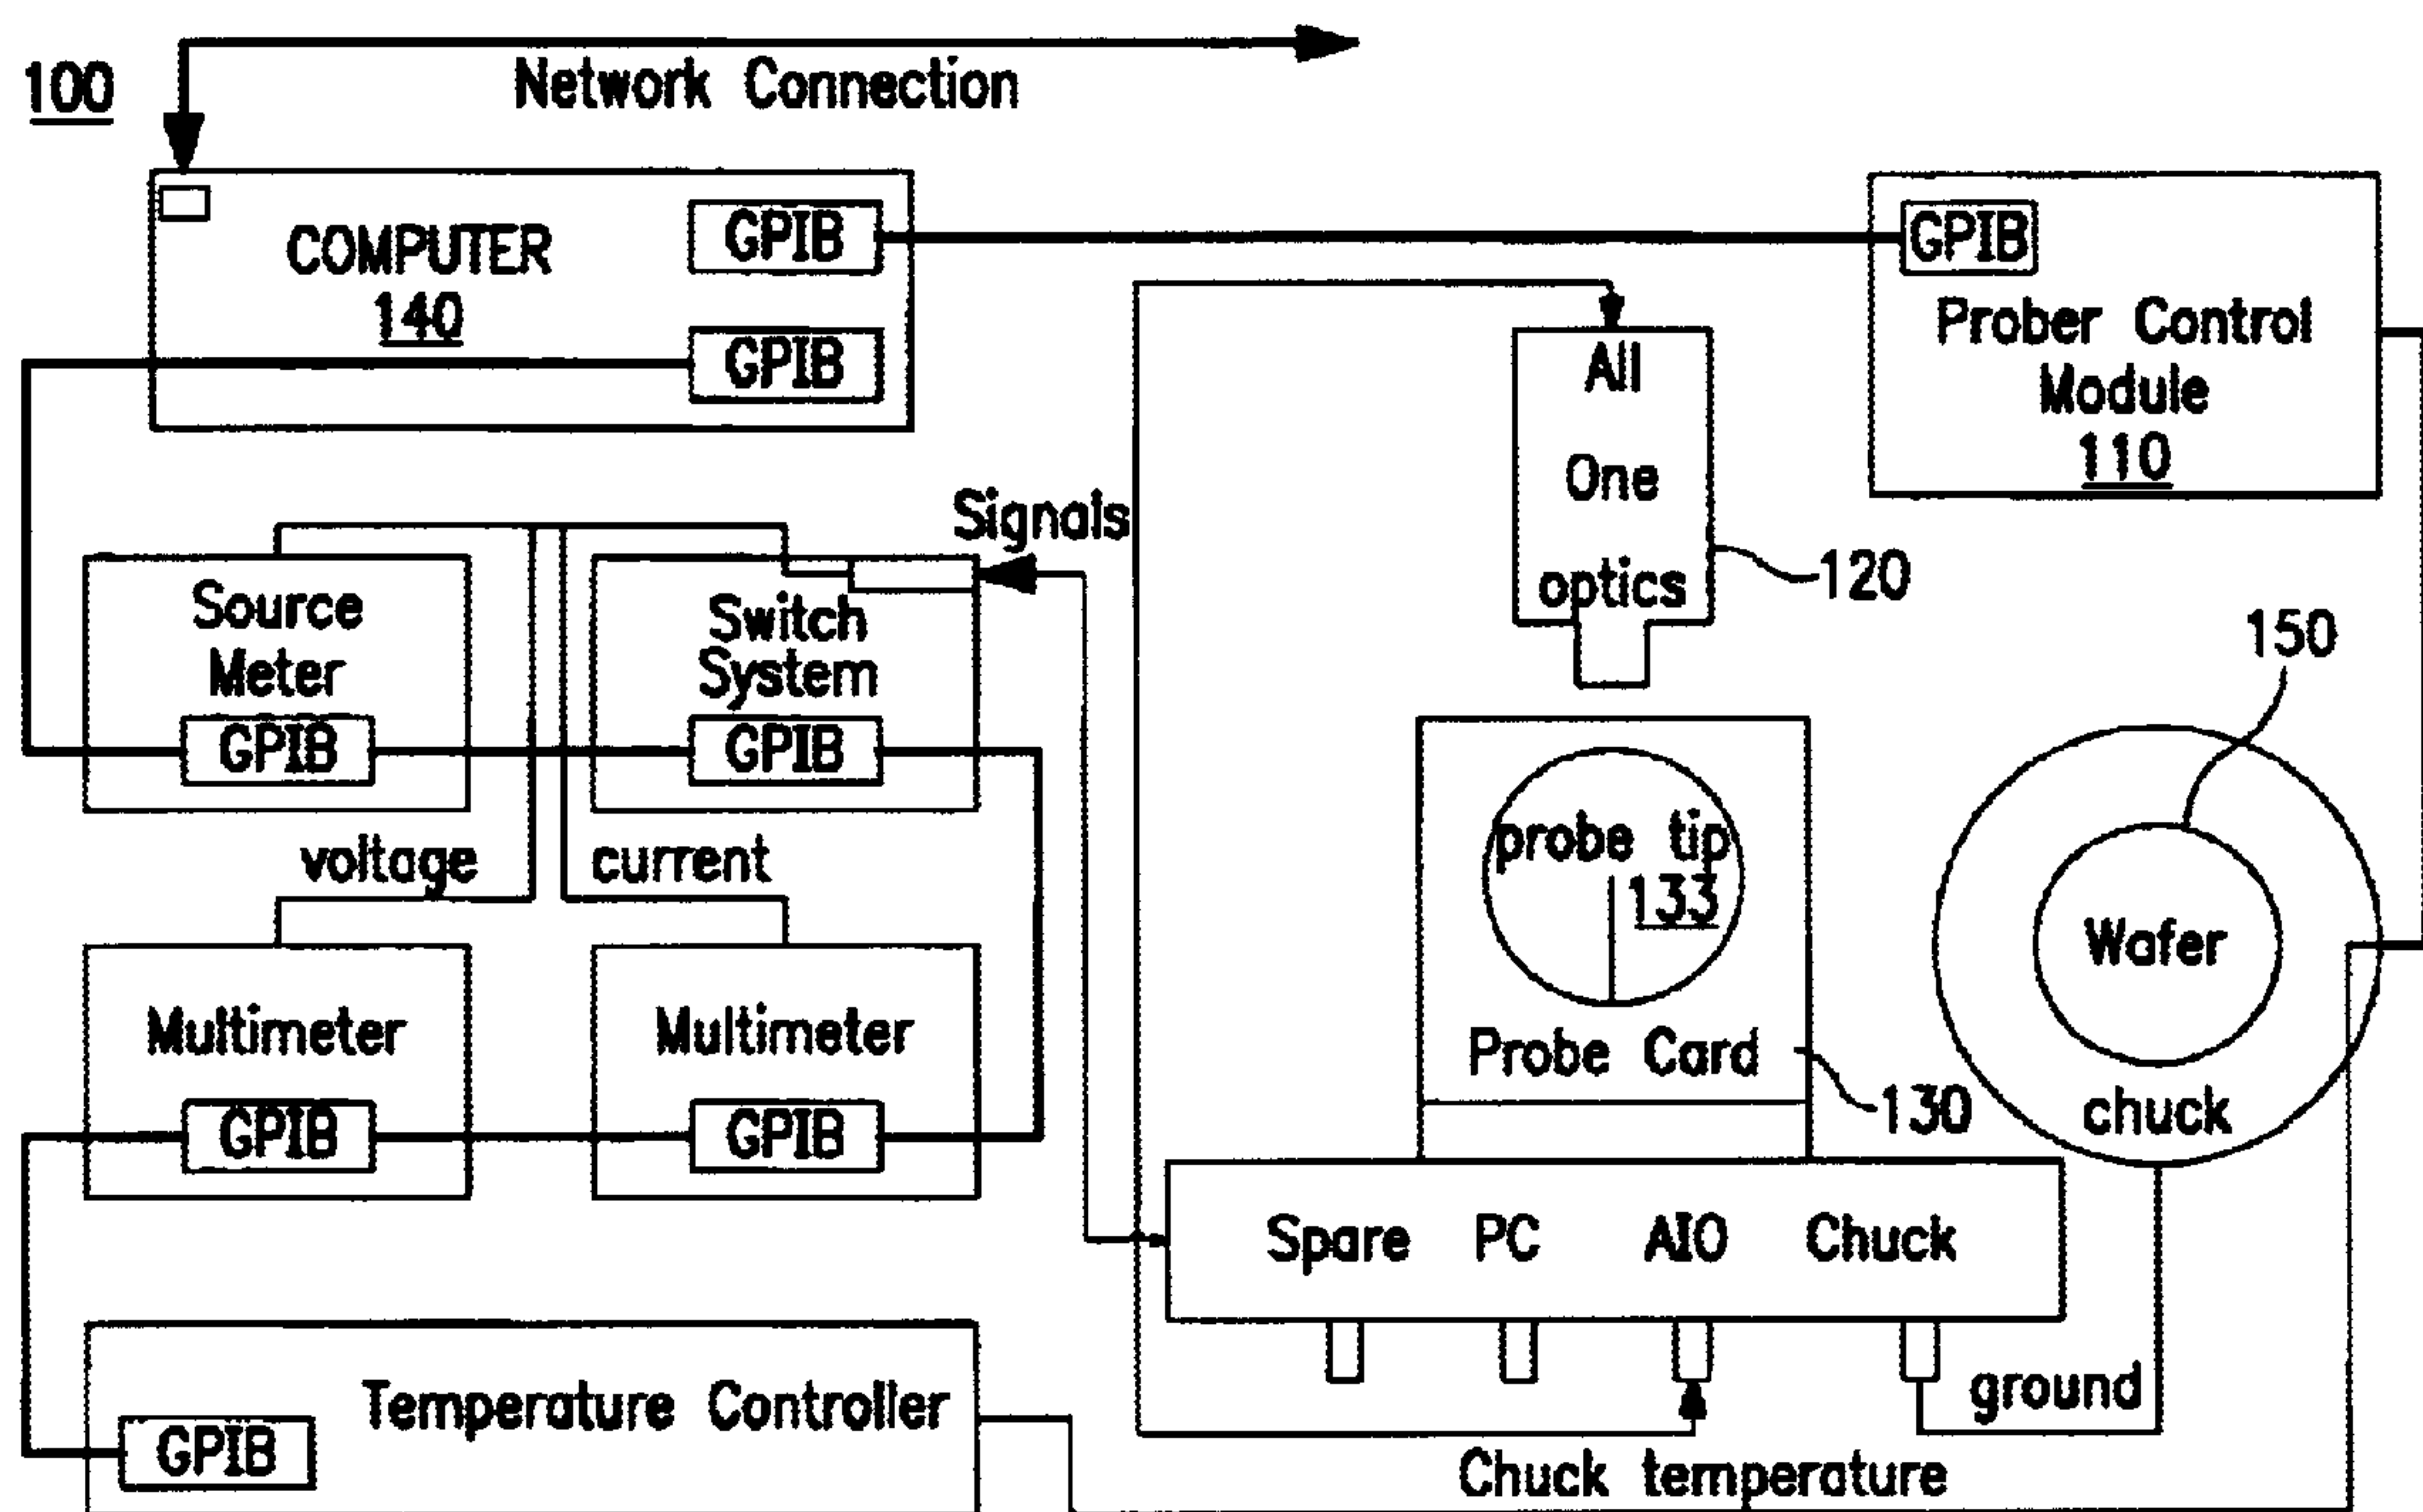 100
Network Connection
COMPUTER
140
GPIB
GPIB
GPIB
Prober Control
Module
110
All
One
optics
120
Signals
Source
Meter
GPIB
Switch
System
GPIB
voltage
current
150
probe tip
133
Probe Card
130
Wafer
chuck
Multimeter
GPIB
Multimeter
GPIB
Spare PC AIO Chuck
ground
Temperature Controller
GPIB
Chuck temperature